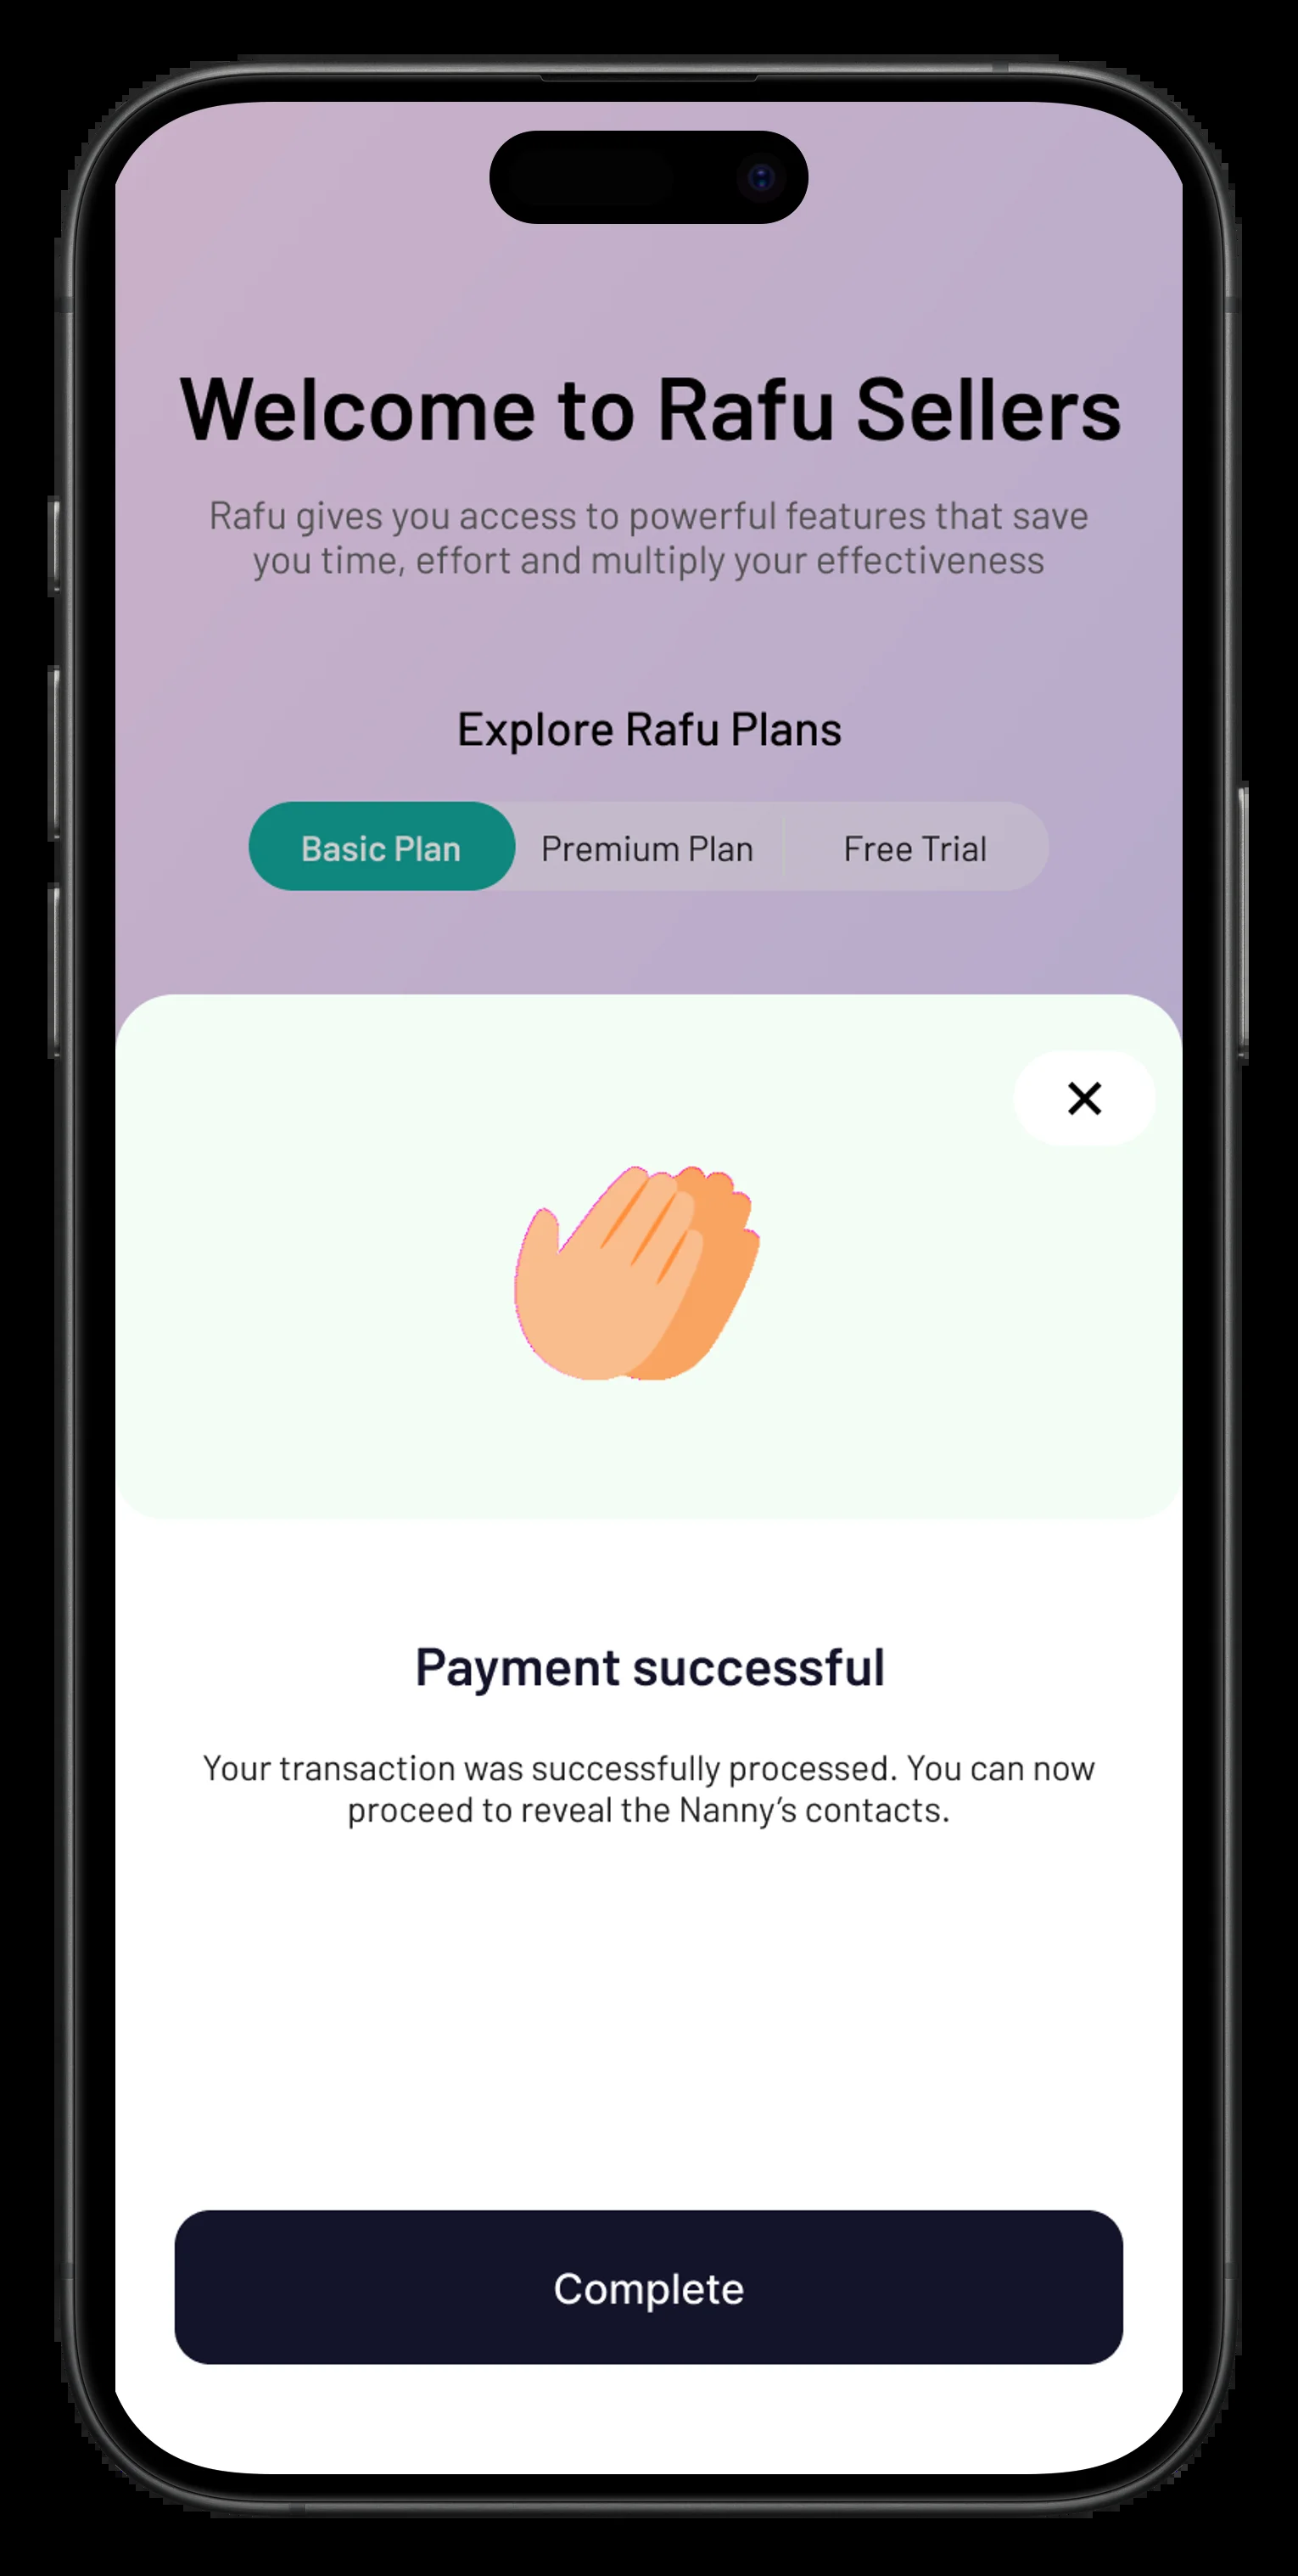 Welcome to Rafu Sellers
Rafu gives you access to powerful features that save
you time, effort and multiply your effectiveness
Explore Rafu Plans
Basic Plan Premium Plan Free Trial
Payment successful
Your transaction was successfully processed. You can now
proceed to reveal the Nanny’s contacts.
Complete